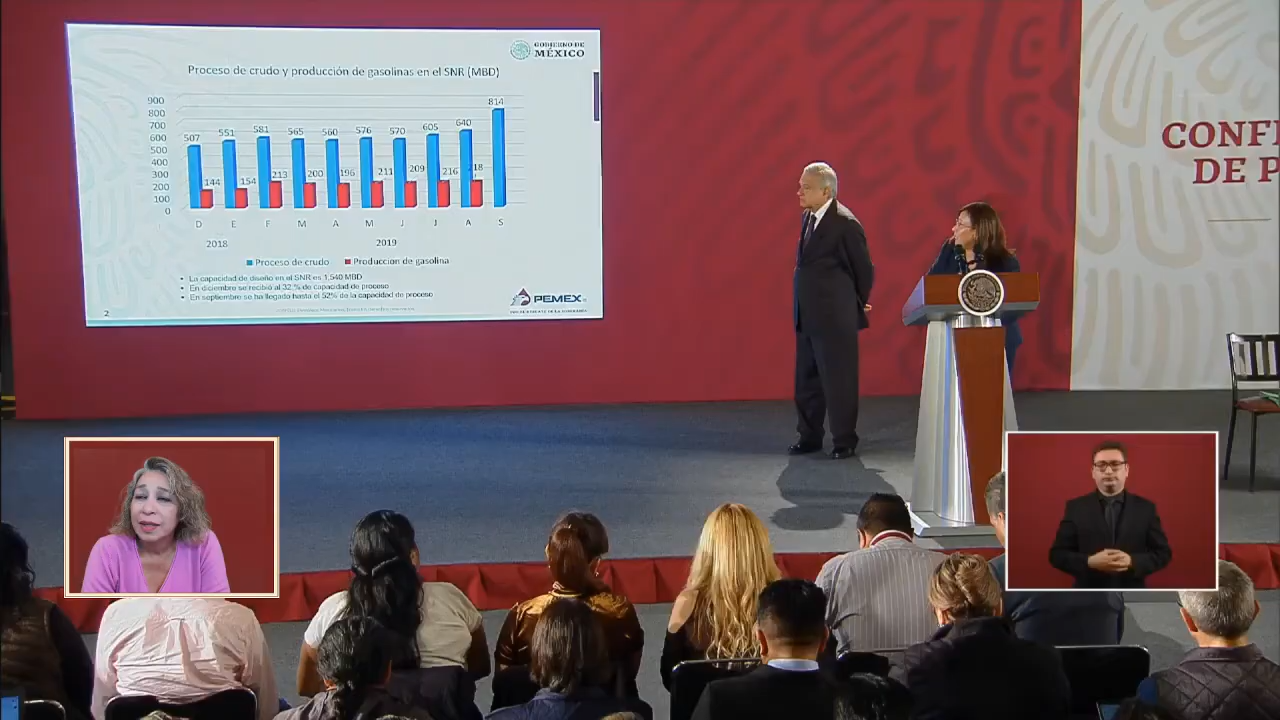 GOBIERNO DE
MÉXICO
Proceso de crudo y producción de gasolinas en el SNR (MBD)
900
800
700
600
500
400
300
200
100
0
507 551 581 565 560 576 570 605 640 814
144 154 213 200 196 211 209 216 218
D E F M A M J J A S
2018 2019
Proceso de crudo Produccion de gasolina
• La capacidad de diseño en el SNR es 1,540 MBD
• En diciembre se recibió al 32 % de capacidad de proceso
• En septiembre se ha llegado hasta el 52% de la capacidad de proceso
PEMEX
2
CONF
DE P